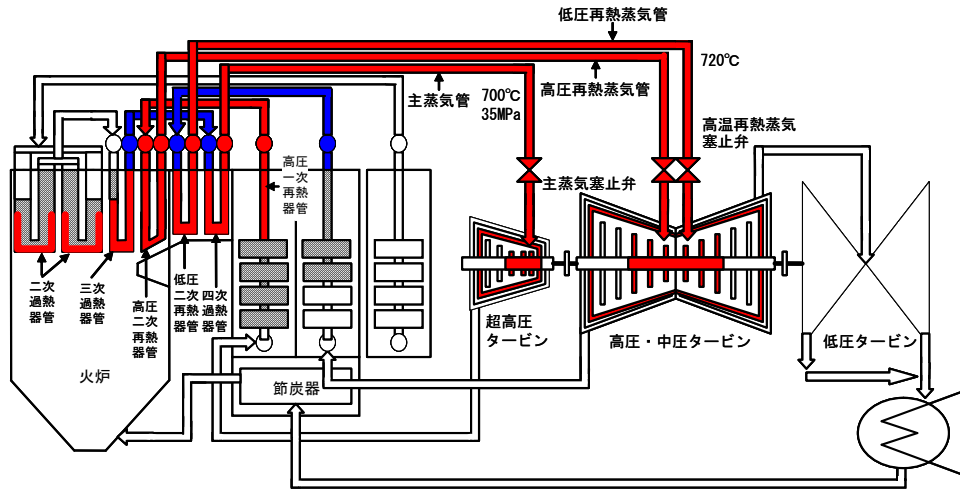 低圧再熱蒸気管
720℃
主蒸気管
高圧再熱蒸気管
700℃
35MPa
高温再熱蒸気
塞止弁
主蒸気塞止弁
高圧
一次
再熱
器管
二次
過熱
器管
三次
過熱
器管
高圧
二次
再熱
器管
低圧
二次
再熱
器管
四次
過熱
器管
超高圧
タービン
高圧・中圧タービン
低圧タービン
火炉
節炭器